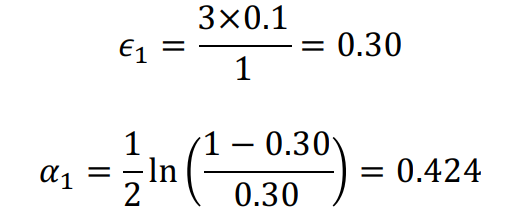 ϵ₁ = 3×0.1 / 1 = 0.30
α₁ = 1/2 ln (1 − 0.30 / 0.30) = 0.424